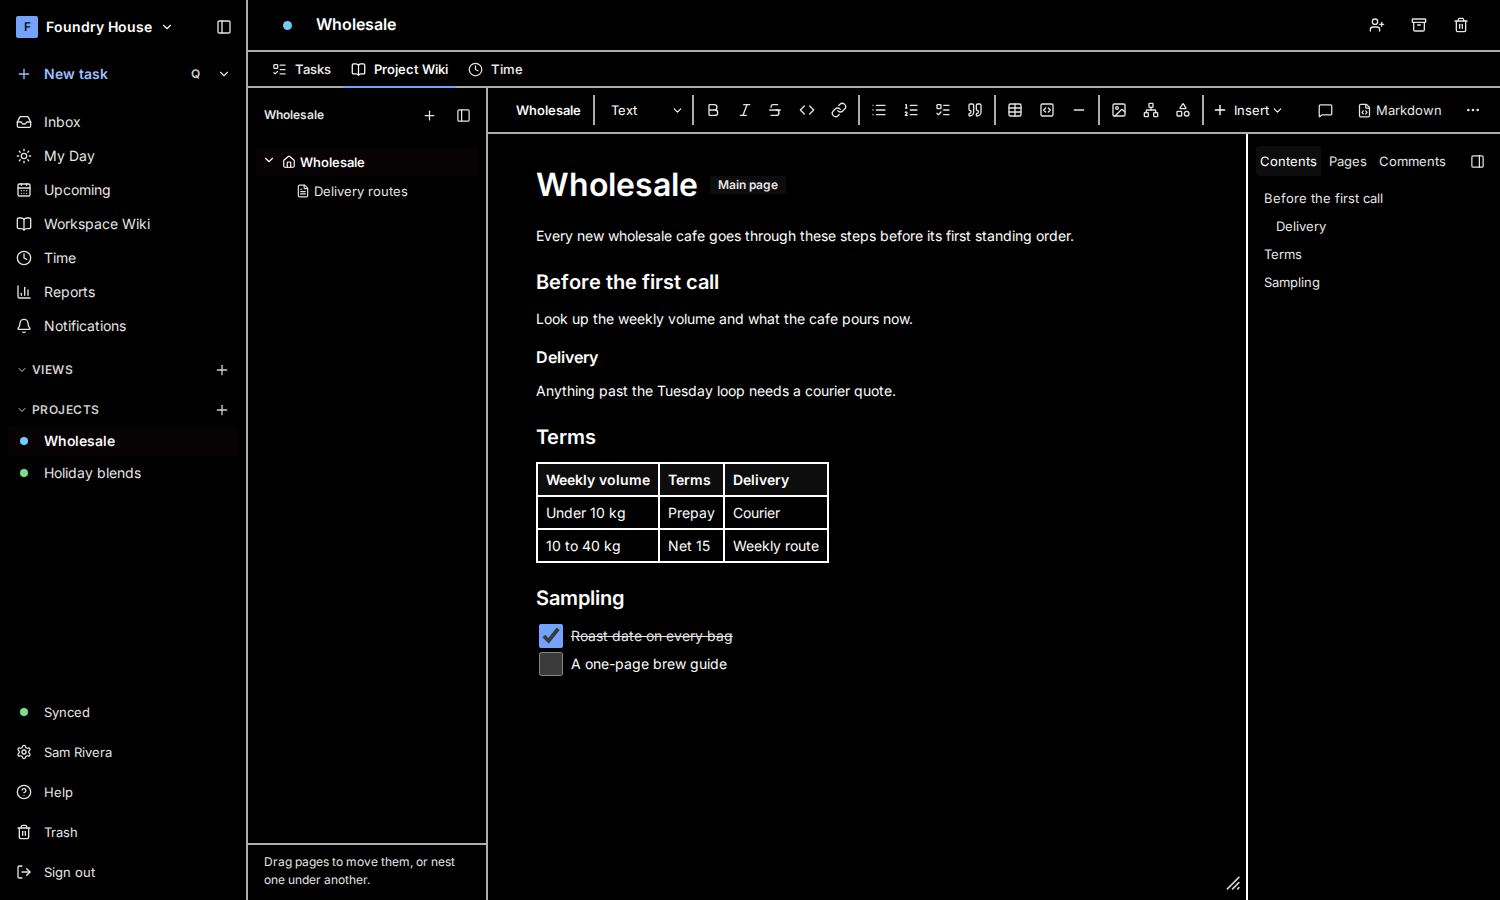 F Foundry House
New task Q
Inbox
My Day
Upcoming
Workspace Wiki
Time
Reports
Notifications
VIEWS
PROJECTS
Wholesale
Holiday blends
Synced
Sam Rivera
Help
Trash
Sign out
Wholesale
Tasks Project Wiki Time
Wholesale
Wholesale
Delivery routes
Drag pages to move them, or nest
one under another.
Wholesale Text Insert Markdown
Wholesale Main page
Every new wholesale cafe goes through these steps before its first standing order.
Before the first call
Look up the weekly volume and what the cafe pours now.
Delivery
Anything past the Tuesday loop needs a courier quote.
Terms
Weekly volume Terms Delivery
Under 10 kg Prepay Courier
10 to 40 kg Net 15 Weekly route
Sampling
Roast date on every bag
A one-page brew guide
Contents Pages Comments
Before the first call
Delivery
Terms
Sampling